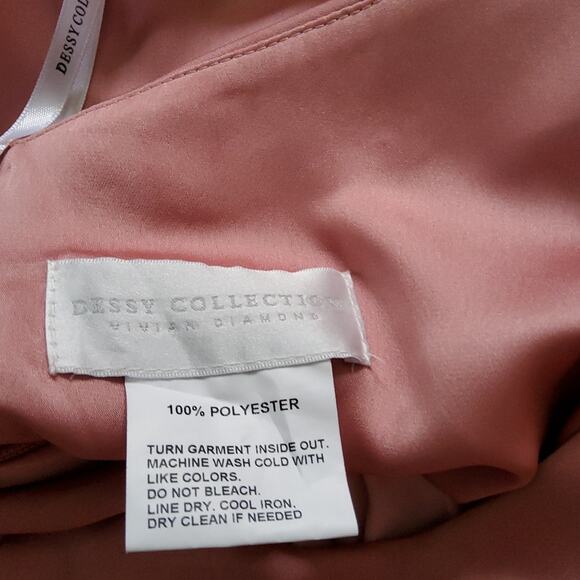 DESSY COL
DESSY COLLECTION
VIVIAN DIAMOND
100% POLYESTER
TURN GARMENT INSIDE OUT.
MACHINE WASH COLD WITH
LIKE COLORS.
DO NOT BLEACH.
LINE DRY. COOL IRON.
DRY CLEAN IF NEEDED